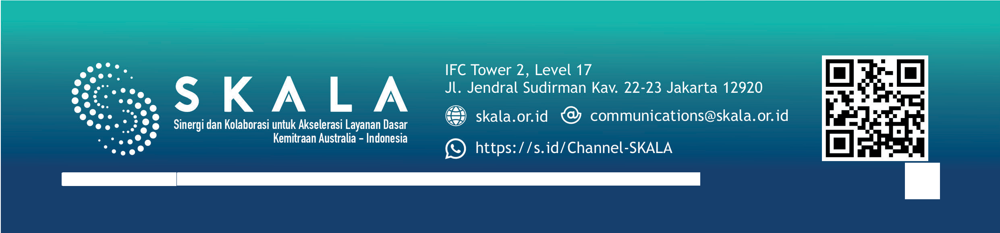 SKALA
Sinergi dan Kolaborasi untuk Akselerasi Layanan Dasar
Kemitraan Australia – Indonesia
IFC Tower 2, Level 17
Jl. Jendral Sudirman Kav. 22-23 Jakarta 12920
skala.or.id communications@skala.or.id
https://s.id/Channel-SKALA